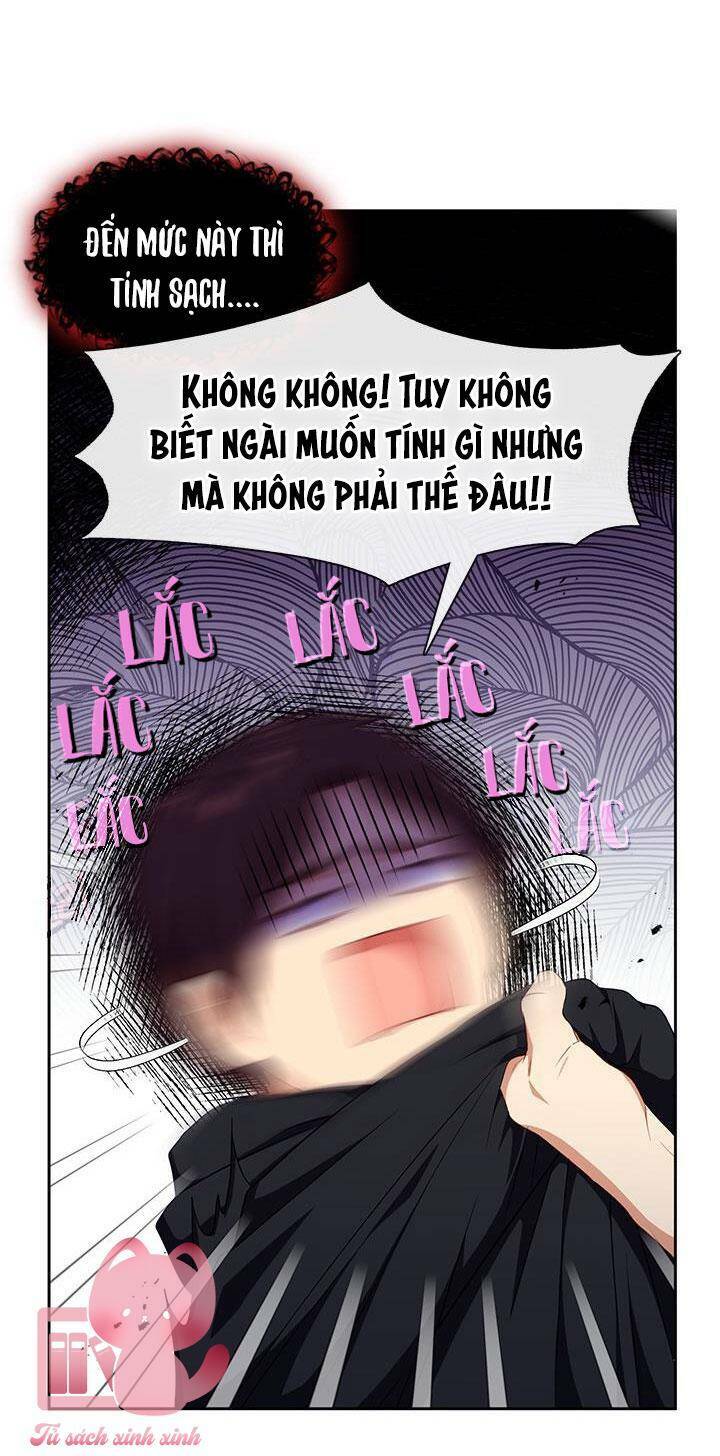 ĐẾN MỨC NÀY THÌ
TÍNH SẠCH....
KHÔNG KHÔNG! TUY KHÔNG
BIẾT NGÀI MUỐN TÍNH GÌ NHƯNG
MÀ KHÔNG PHẢI THẾ ĐÂU!!
LẮC
LẮC
LẮC
LẮC
LẮC
LẮC
LẮC
LẮC
Tủ sách xinh xinh